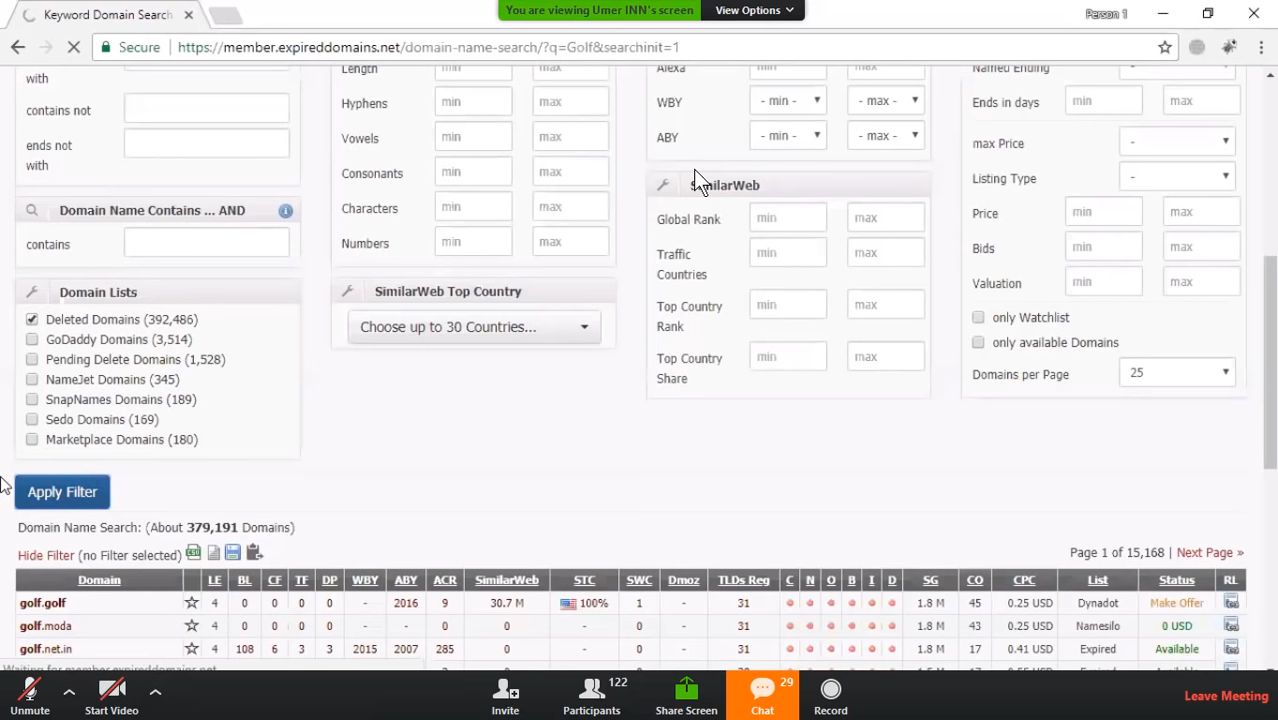 Keyword Domain Search
You are viewing Umer INN's screen
View Options
Person 1
Secure
https://member.expireddomains.net/domain-name-search/?q=Golf&searchinit=1
with
contains not
ends not
with
Domain Name Contains ... AND
contains
Domain Lists
Deleted Domains (392,486)
GoDaddy Domains (3,514)
Pending Delete Domains (1,528)
NameJet Domains (345)
SnapNames Domains (189)
Sedo Domains (169)
Marketplace Domains (180)
Length min max
Hyphens min max
Vowels min max
Consonants min max
Characters min max
Numbers min max
SimilarWeb Top Country
Choose up to 30 Countries...
Alexa min max
WBY - min - - max -
ABY - min - - max -
SimilarWeb
Global Rank min max
Traffic
Countries min max
Top Country
Rank min max
Top Country
Share min max
Named Ending
Ends in days min max
max Price -
Listing Type -
Price min max
Bids min max
Valuation min max
only Watchlist
only available Domains
Domains per Page 25
Apply Filter
Domain Name Search: (About 379,191 Domains)
Hide Filter (no Filter selected)
Page 1 of 15,168 | Next Page »
Domain LE BL CF TF DP WBY ABY ACR SimilarWeb STC SWC Dmoz TLDs Reg C N O B I D SG CO CPC List Status RL
golf.golf 4 0 0 0 0 - 2016 9 30.7 M 100% 1 - 31 1.8 M 45 0.25 USD Dynadot Make Offer
golf.moda 4 0 0 0 0 - - 0 0 - 0 - 31 1.8 M 43 0.25 USD Namesilo 0 USD
golf.net.in 4 108 6 3 3 2015 2007 285 0 - 0 - 31 1.8 M 17 0.41 USD Expired Available
Waiting for member.expireddomains.net
Unmute
Start Video
Invite
122
Participants
Share Screen
29
Chat
Record
Leave Meeting